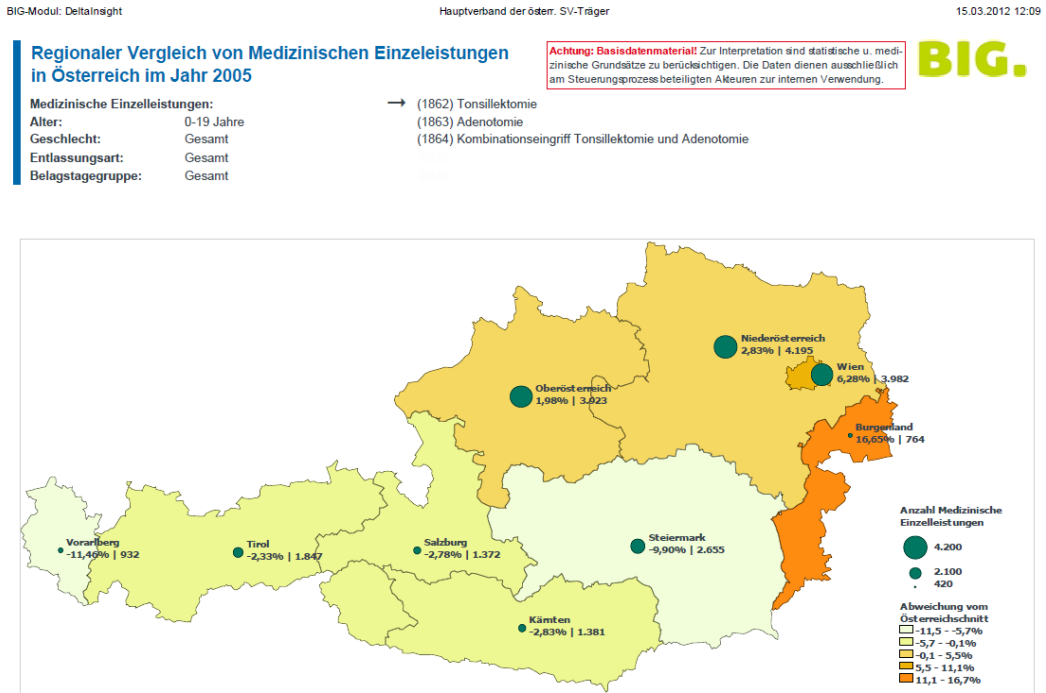 BIG-Modul: DeltaInsight
Hauptverband der österr. SV-Träger
15.03.2012 12:09
Regionaler Vergleich von Medizinischen Einzeleistungen
in Österreich im Jahr 2005
Achtung: Basisdatenmaterial! Zur Interpretation sind statistische u. medi-
zinische Grundsätze zu berücksichtigen. Die Daten dienen ausschließlich
am Steuerungsprozess beteiligten Akteuren zur internen Verwendung.
BIG.
Medizinische Einzelleistungen:
→ (1862) Tonsillektomie
Alter: 0-19 Jahre
(1863) Adenotomie
Geschlecht: Gesamt
(1864) Kombinationseingriff Tonsillektomie und Adenotomie
Entlassungsart: Gesamt
Belagstagegruppe: Gesamt
Niederösterreich
2,83% | 4.195
Wien
6,28% | 3.982
Oberösterreich
1,98% | 3.923
Burgenland
16,65% | 764
Vorarlberg
-11,46% | 932
Tirol
-2,33% | 1.847
Salzburg
-2,78% | 1.372
Steiermark
-9,90% | 2.655
Kärnten
-2,83% | 1.381
Anzahl Medizinische
Einzelleistungen
4.200
2.100
420
Abweichung vom
Österreichschnitt
-11,5 - -5,7%
-5,7 - -0,1%
-0,1 - 5,5%
5,5 - 11,1%
11,1 - 16,7%